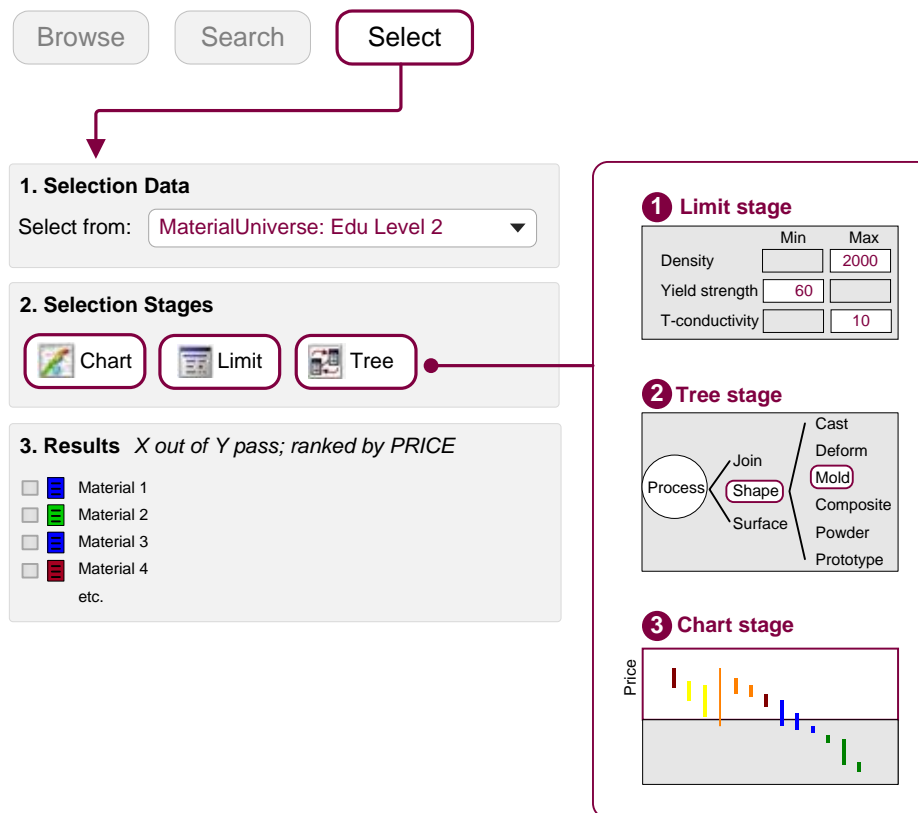 Browse
Search
Select
1. Selection Data
Select from: MaterialUniverse: Edu Level 2
2. Selection Stages
Chart
Limit
Tree
3. Results X out of Y pass; ranked by PRICE
Material 1
Material 2
Material 3
Material 4
etc.
1 Limit stage
Min Max
Density 2000
Yield strength 60
T-conductivity 10
2 Tree stage
Process
Join
Shape
Surface
Cast
Deform
Mold
Composite
Powder
Prototype
3 Chart stage
Price